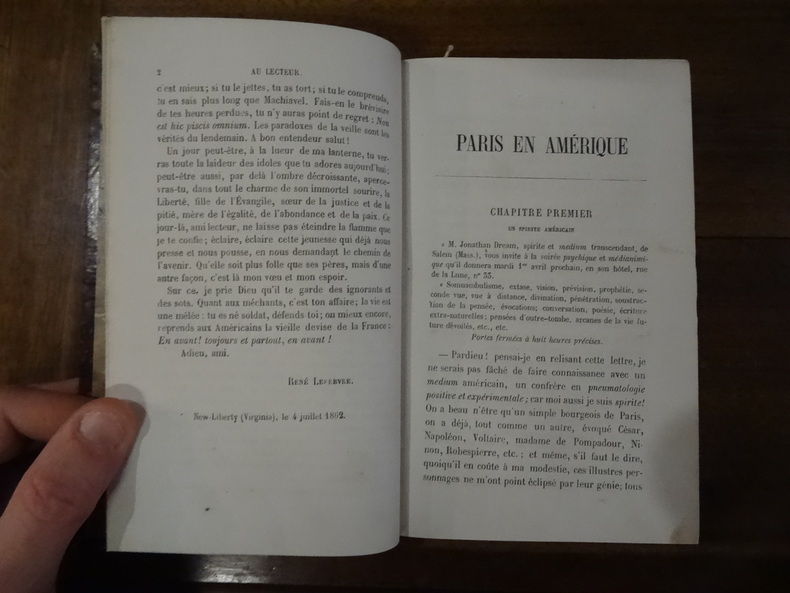 2
AU LECTEUR.
c'est mieux; si tu le jettes, tu as tort; si tu le comprends,
tu en sais plus long que Machiavel. Fais-en le bréviaire
de tes heures perdues, tu n'y auras point de regret : Non
est hic piscis omnium. Les paradoxes de la veille sont les
vérités du lendemain. A bon entendeur salut!
Un jour peut-être, à la lueur de ma lanterne, tu ver-
ras toute la laideur des idoles que tu adores aujourd'hui;
peut-être aussi, par delà l'ombre décroissante, aperce-
vras-tu, dans tout le charme de son immortel sourire, la
Liberté, fille de l'Évangile, sœur de la justice et de la
pitié, mère de l'égalité, de l'abondance et de la paix. Ce
jour-là, ami lecteur, ne laisse pas éteindre la flamme que
je te confie; éclaire, éclaire cette jeunesse qui déjà nous
presse et nous pousse, en nous demandant le chemin de
l'avenir. Qu'elle soit plus folle que ses pères, mais d'une
autre façon, c'est là mon vœu et mon espoir.
Sur ce, je prie Dieu qu'il te garde des ignorants et
des sots. Quant aux méchants, c'est ton affaire; la vie est
une mêlée : tu es né soldat, défends toi; ou mieux encore,
reprends aux Américains la vieille devise de la France :
En avant! toujours et partout, en avant!
Adieu, ami.
René Lefebvre.
New-Liberty (Virginia), le 4 juillet 1862.
PARIS EN AMÉRIQUE
CHAPITRE PREMIER
UN SPIRITE AMÉRICAIN
« M. Jonathan Dream, spirite et medium transcendant, de
Salem (Mass.), vous invite à la soirée psychique et médianimi-
que qu'il donnera mardi 1er avril prochain, en son hôtel, rue
de la Lune, n° 33.
« Somnambulisme, extase, vision, prévision, prophétie, se-
conde vue, vue à distance, divination, pénétration, soustrac-
tion de la pensée, évocations; conversation, poésie, écriture
extra-naturelles; pensées d'outre-tombe, arcanes de la vie fu-
ture dévoilés, etc., etc.
Portes fermées à huit heures précises.
— Pardieu! pensai-je en relisant cette lettre, je
ne serais pas fâché de faire connaissance avec un
medium américain, un confrère en pneumatologie
positive et expérimentale; car moi aussi je suis spirite!
On a beau n'être qu'un simple bourgeois de Paris,
on a déjà, tout comme un autre, évoqué César,
Napoléon, Voltaire, madame de Pompadour, Ni-
non, Robespierre, etc. ; et même, s'il faut le dire,
quoiqu'il en coûte à ma modestie, ces illustres per-
sonnages ne m'ont point éclipsé par leur génie; tous